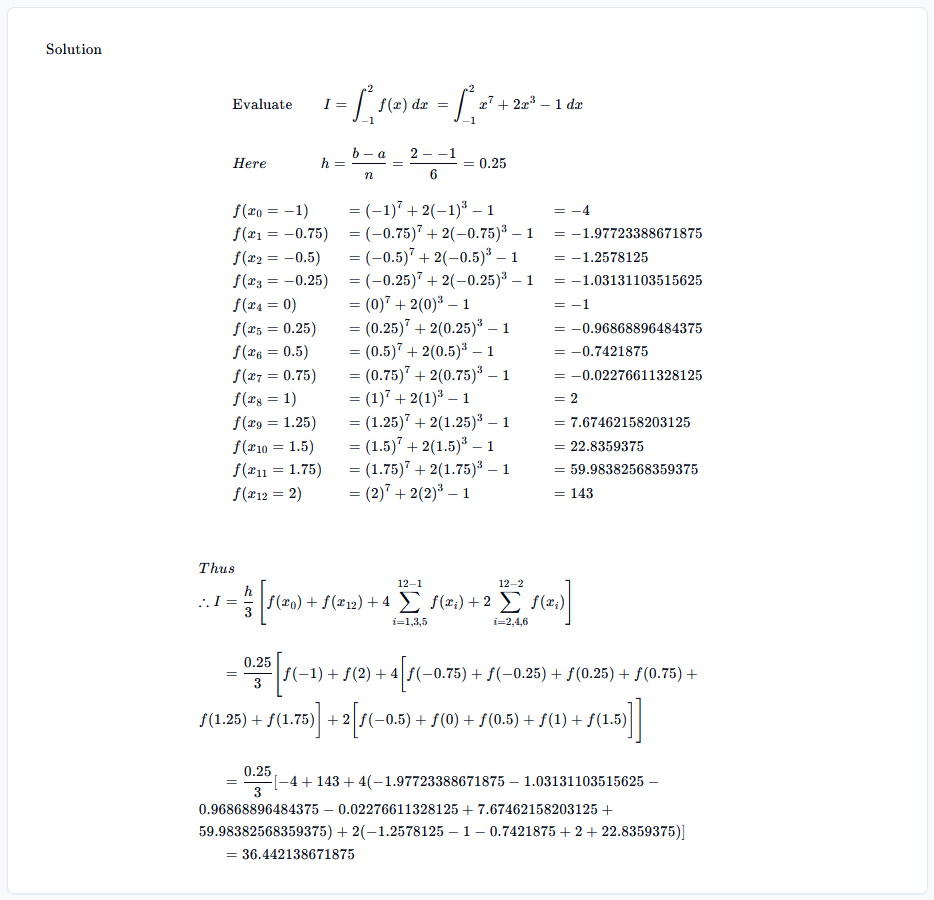 Solution
Evaluate I = ∫_{-1}^{2} f(x) dx = ∫_{-1}^{2} x^7 + 2x^3 − 1 dx
Here h = \frac{b − a}{n} = \frac{2 − −1}{6} = 0.25
f(x_0 = −1) = (−1)^7 + 2(−1)^3 − 1 = −4
f(x_1 = −0.75) = (−0.75)^7 + 2(−0.75)^3 − 1 = −1.97723388671875
f(x_2 = −0.5) = (−0.5)^7 + 2(−0.5)^3 − 1 = −1.2578125
f(x_3 = −0.25) = (−0.25)^7 + 2(−0.25)^3 − 1 = −1.03131103515625
f(x_4 = 0) = (0)^7 + 2(0)^3 − 1 = −1
f(x_5 = 0.25) = (0.25)^7 + 2(0.25)^3 − 1 = −0.96868896484375
f(x_6 = 0.5) = (0.5)^7 + 2(0.5)^3 − 1 = −0.7421875
f(x_7 = 0.75) = (0.75)^7 + 2(0.75)^3 − 1 = −0.02276611328125
f(x_8 = 1) = (1)^7 + 2(1)^3 − 1 = 2
f(x_9 = 1.25) = (1.25)^7 + 2(1.25)^3 − 1 = 7.67462158203125
f(x_{10} = 1.5) = (1.5)^7 + 2(1.5)^3 − 1 = 22.8359375
f(x_{11} = 1.75) = (1.75)^7 + 2(1.75)^3 − 1 = 59.98382568359375
f(x_{12} = 2) = (2)^7 + 2(2)^3 − 1 = 143
Thus
∴ I = \frac{h}{3} [f(x_0) + f(x_{12}) + 4 ∑_{i=1,3,5}^{12−1} f(x_i) + 2 ∑_{i=2,4,6}^{12−2} f(x_i)]
= \frac{0.25}{3} [f(−1) + f(2) + 4[f(−0.75) + f(−0.25) + f(0.25) + f(0.75) +
f(1.25) + f(1.75)] + 2[f(−0.5) + f(0) + f(0.5) + f(1) + f(1.5)]]
= \frac{0.25}{3} [−4 + 143 + 4(−1.97723388671875 − 1.03131103515625 −
0.96868896484375 − 0.02276611328125 + 7.67462158203125 +
59.98382568359375) + 2(−1.2578125 − 1 − 0.7421875 + 2 + 22.8359375)]
= 36.442138671875